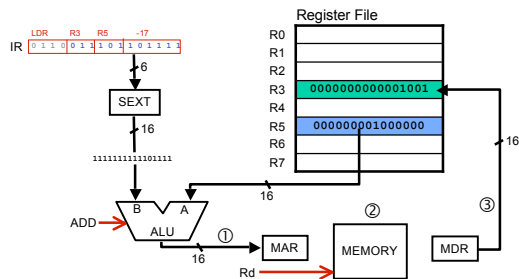 Register File
LDR R3 R5 -17
IR 0 1 1 0 0 1 1 1 0 1 1 0 1 1 1 1
R0
R1
R2
R3 0000000000001001
R4
R5 0000000001000000
R6
R7
6
SEXT
16
1111111111101111
16
16
B A
ADD
ALU
16
①
MAR
②
MEMORY
Rd
③
MDR